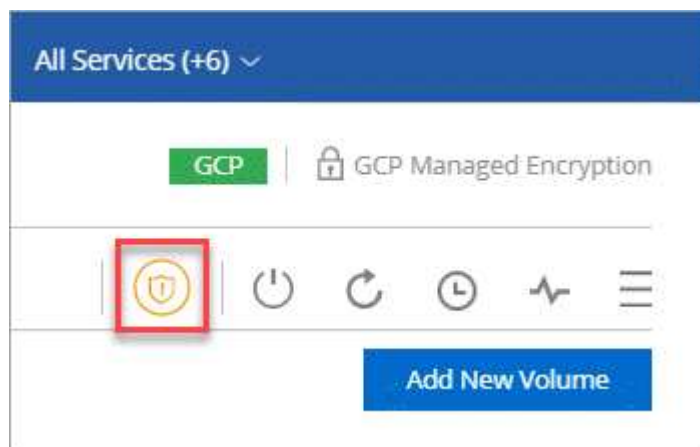 All Services (+6)
GCP
GCP Managed Encryption
Add New Volume